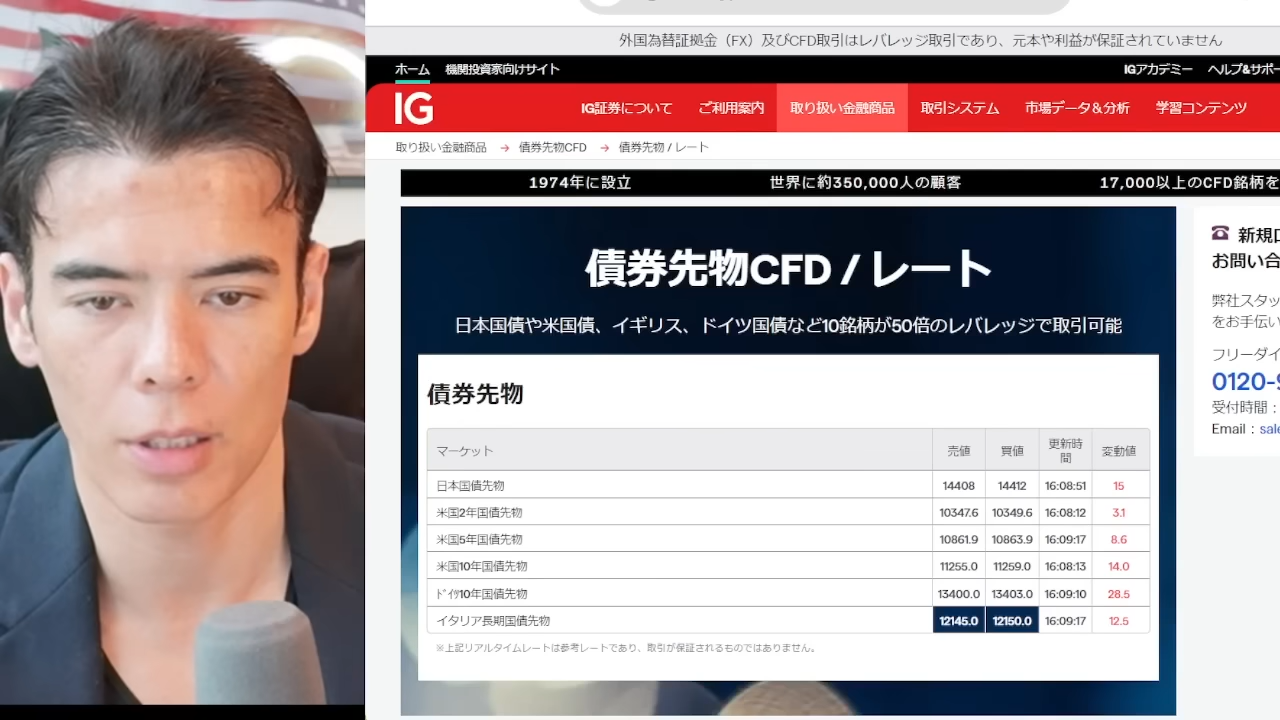 外国為替証拠金（FX）及びCFD取引はレバレッジ取引であり、元本や利益が保証されていません
ホーム 機関投資家向けサイト IGアカデミー ヘルプ&サポー
IG IG証券について ご利用案内 取り扱い金融商品 取引システム 市場データ＆分析 学習コンテンツ
取り扱い金融商品 → 債券先物CFD → 債券先物 / レート
1974年に設立 世界に約350,000人の顧客 17,000以上のCFD銘柄を
債券先物CFD / レート
日本国債や米国債、イギリス、ドイツ国債など10銘柄が50倍のレバレッジで取引可能
債券先物
マーケット 売値 買値 更新時間 変動値
日本国債先物 14408 14412 16:08:51 15
米国2年国債先物 10347.6 10349.6 16:08:12 3.1
米国5年国債先物 10861.9 10863.9 16:09:17 8.6
米国10年国債先物 11255.0 11259.0 16:08:13 14.0
ﾄﾞｲﾂ10年国債先物 13400.0 13403.0 16:09:10 28.5
イタリア長期国債先物 12145.0 12150.0 16:09:17 12.5
※上記リアルタイムレートは参考レートであり、取引が保証されるものではありません。
新規
お問い合
弊社スタッ
をお手伝い
フリーダイ
0120-
受付時間：
Email：sale